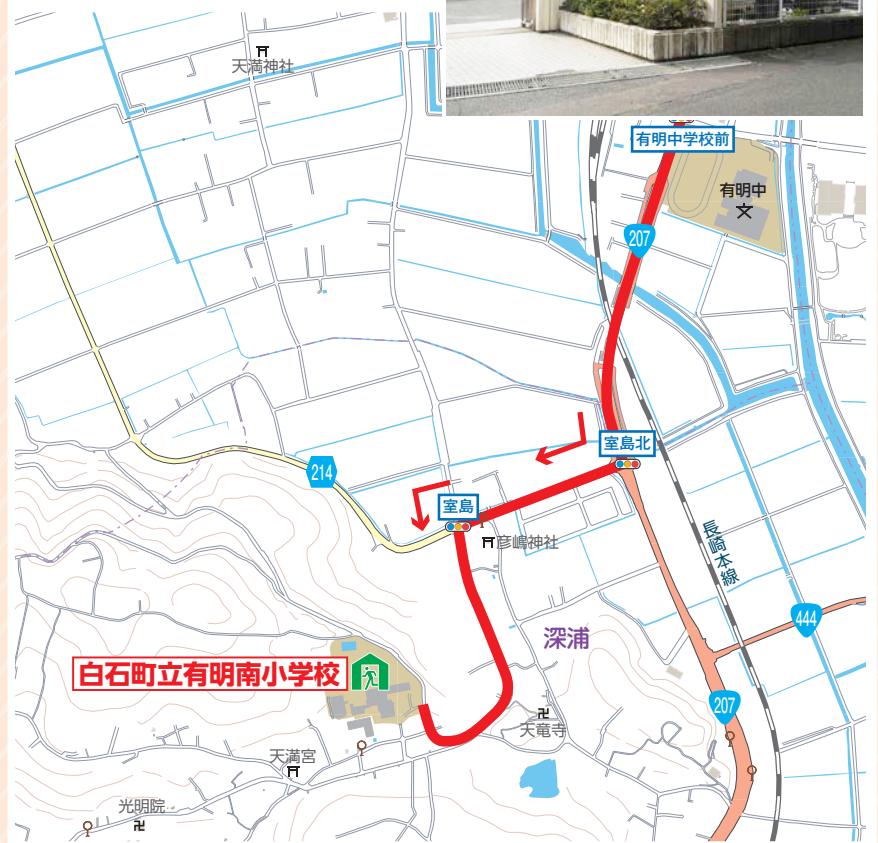 天満神社
有明中学校前
有明中
207
室島北
214
室島
彦嶋神社
長崎本線
444
深浦
白石町立有明南小学校
207
天竜寺
天満宮
光明院